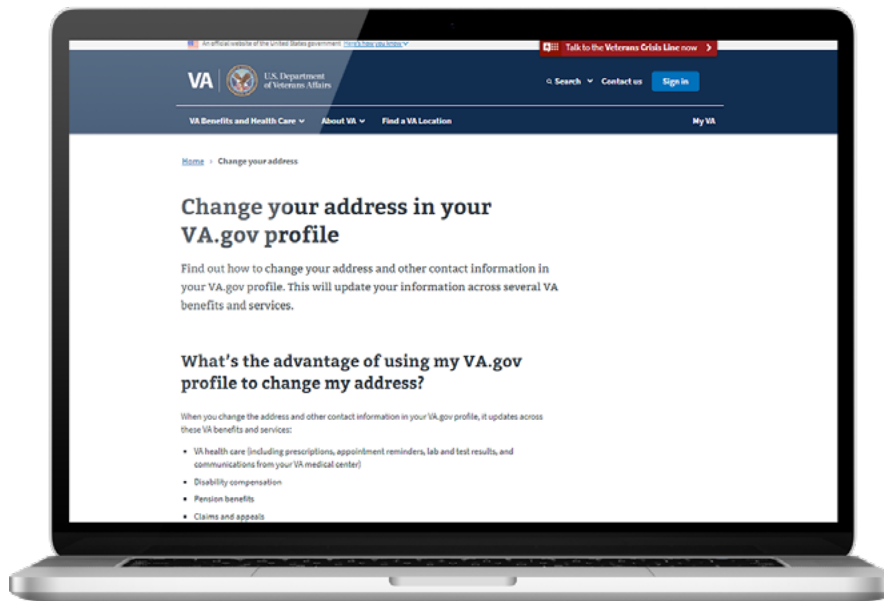 An official website of the United States government Here's how you know
Talk to the Veterans Crisis Line now
VA U.S. Department
of Veterans Affairs
Search Contact us Sign in
VA Benefits and Health Care About VA Find a VA Location My VA
Home › Change your address
Change your address in your
VA.gov profile
Find out how to change your address and other contact information in
your VA.gov profile. This will update your information across several VA
benefits and services.
What's the advantage of using my VA.gov
profile to change my address?
When you change the address and other contact information in your VA.gov profile, it updates across
these VA benefits and services:
• VA health care (including prescriptions, appointment reminders, lab and test results, and
communications from your VA medical center)
• Disability compensation
• Pension benefits
• Claims and appeals